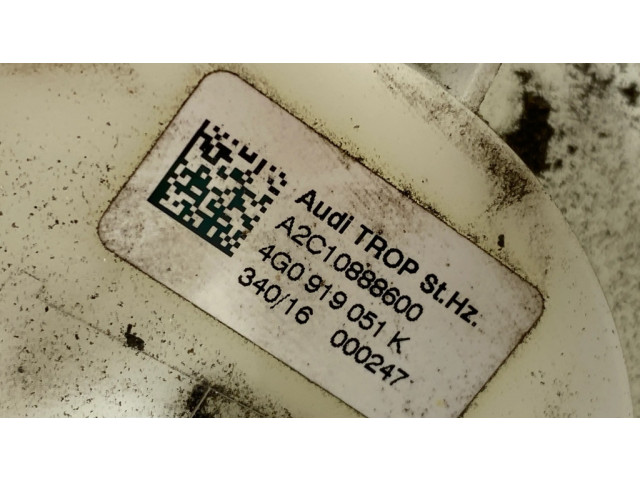 Audi TROP St.Hz.
A2C10888600
4G0 919 051 K
340/16 000247